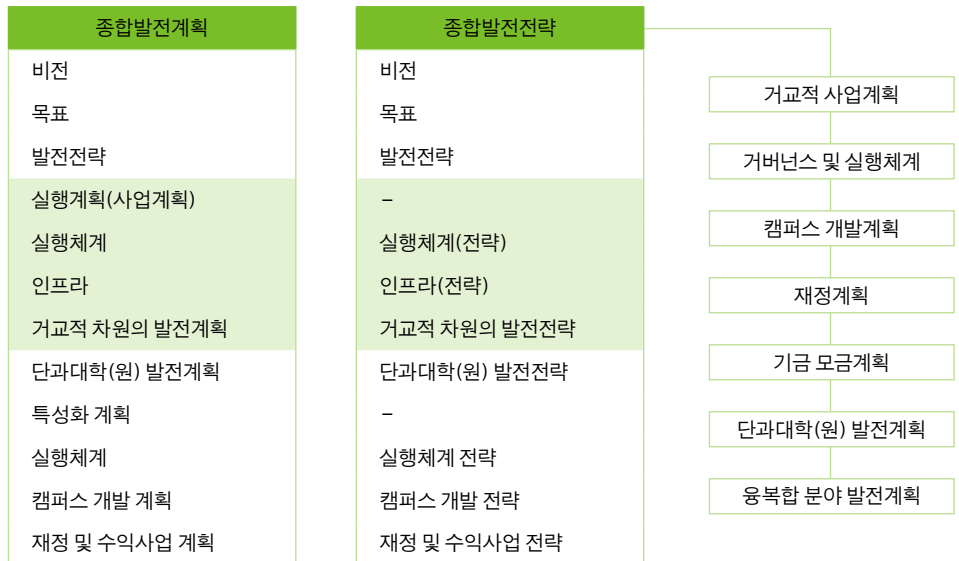 종합발전계획
비전
목표
발전전략
실행계획(사업계획)
실행체계
인프라
거교적 차원의 발전계획
단과대학(원) 발전계획
특성화 계획
실행체계
캠퍼스 개발 계획
재정 및 수익사업 계획
종합발전전략
비전
목표
발전전략
–
실행체계(전략)
인프라(전략)
거교적 차원의 발전전략
단과대학(원) 발전전략
–
실행체계 전략
캠퍼스 개발 전략
재정 및 수익사업 전략
거교적 사업계획
거버넌스 및 실행체계
캠퍼스 개발계획
재정계획
기금 모금계획
단과대학(원) 발전계획
융복합 분야 발전계획